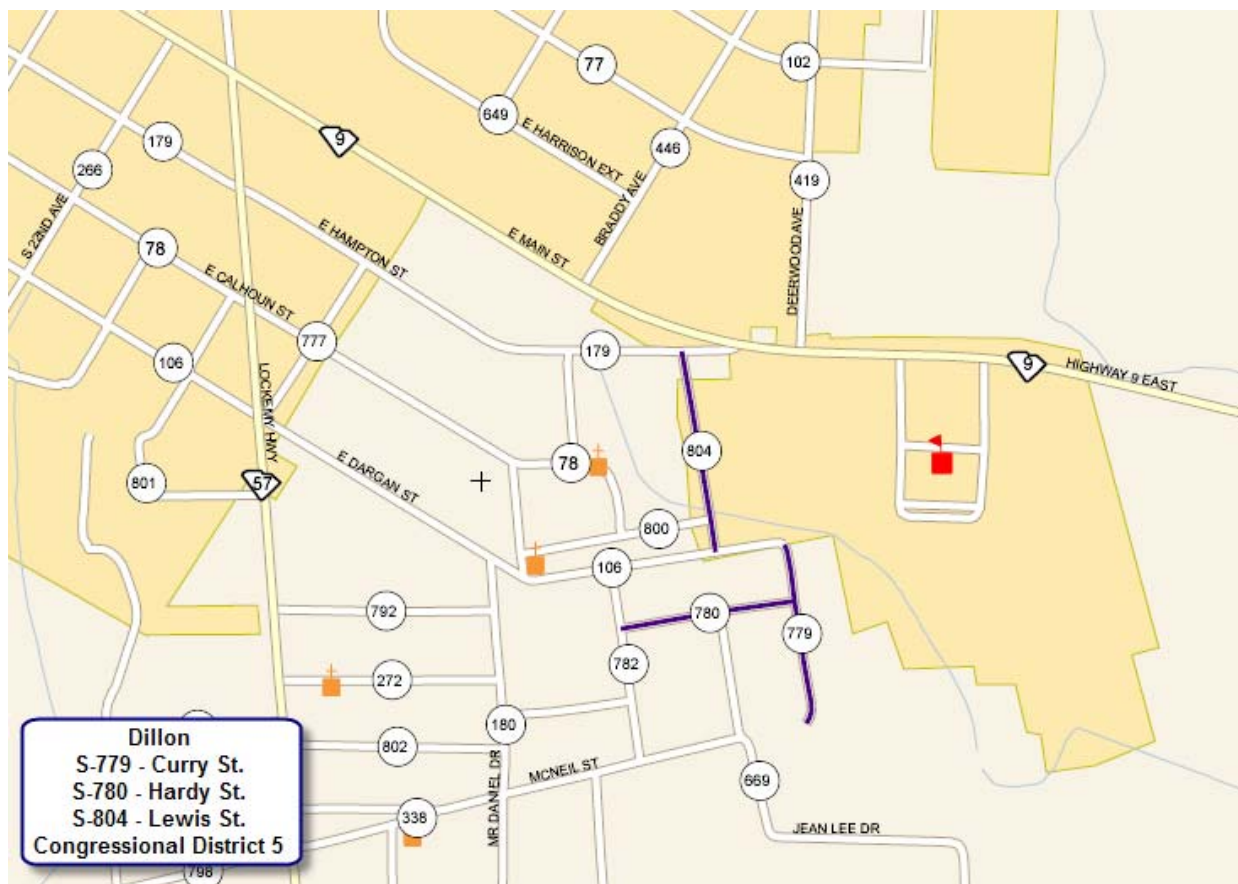 77
102
649
E HARRISON EXT
446
9
179
266
419
S 22ND AVE
BRADDY AVE
DEERWOOD AVE
E HAMPTON ST
E MAIN ST
78
E CALHOUN ST
777
179
106
9
HIGHWAY 9 EAST
LOCKEMY HWY
804
78
E DARGAN ST
801
57
800
106
792
780
779
782
272
180
802
MCNEIL ST
669
MR DANIEL DR
338
JEAN LEE DR
798
Dillon
S-779 - Curry St.
S-780 - Hardy St.
S-804 - Lewis St.
Congressional District 5